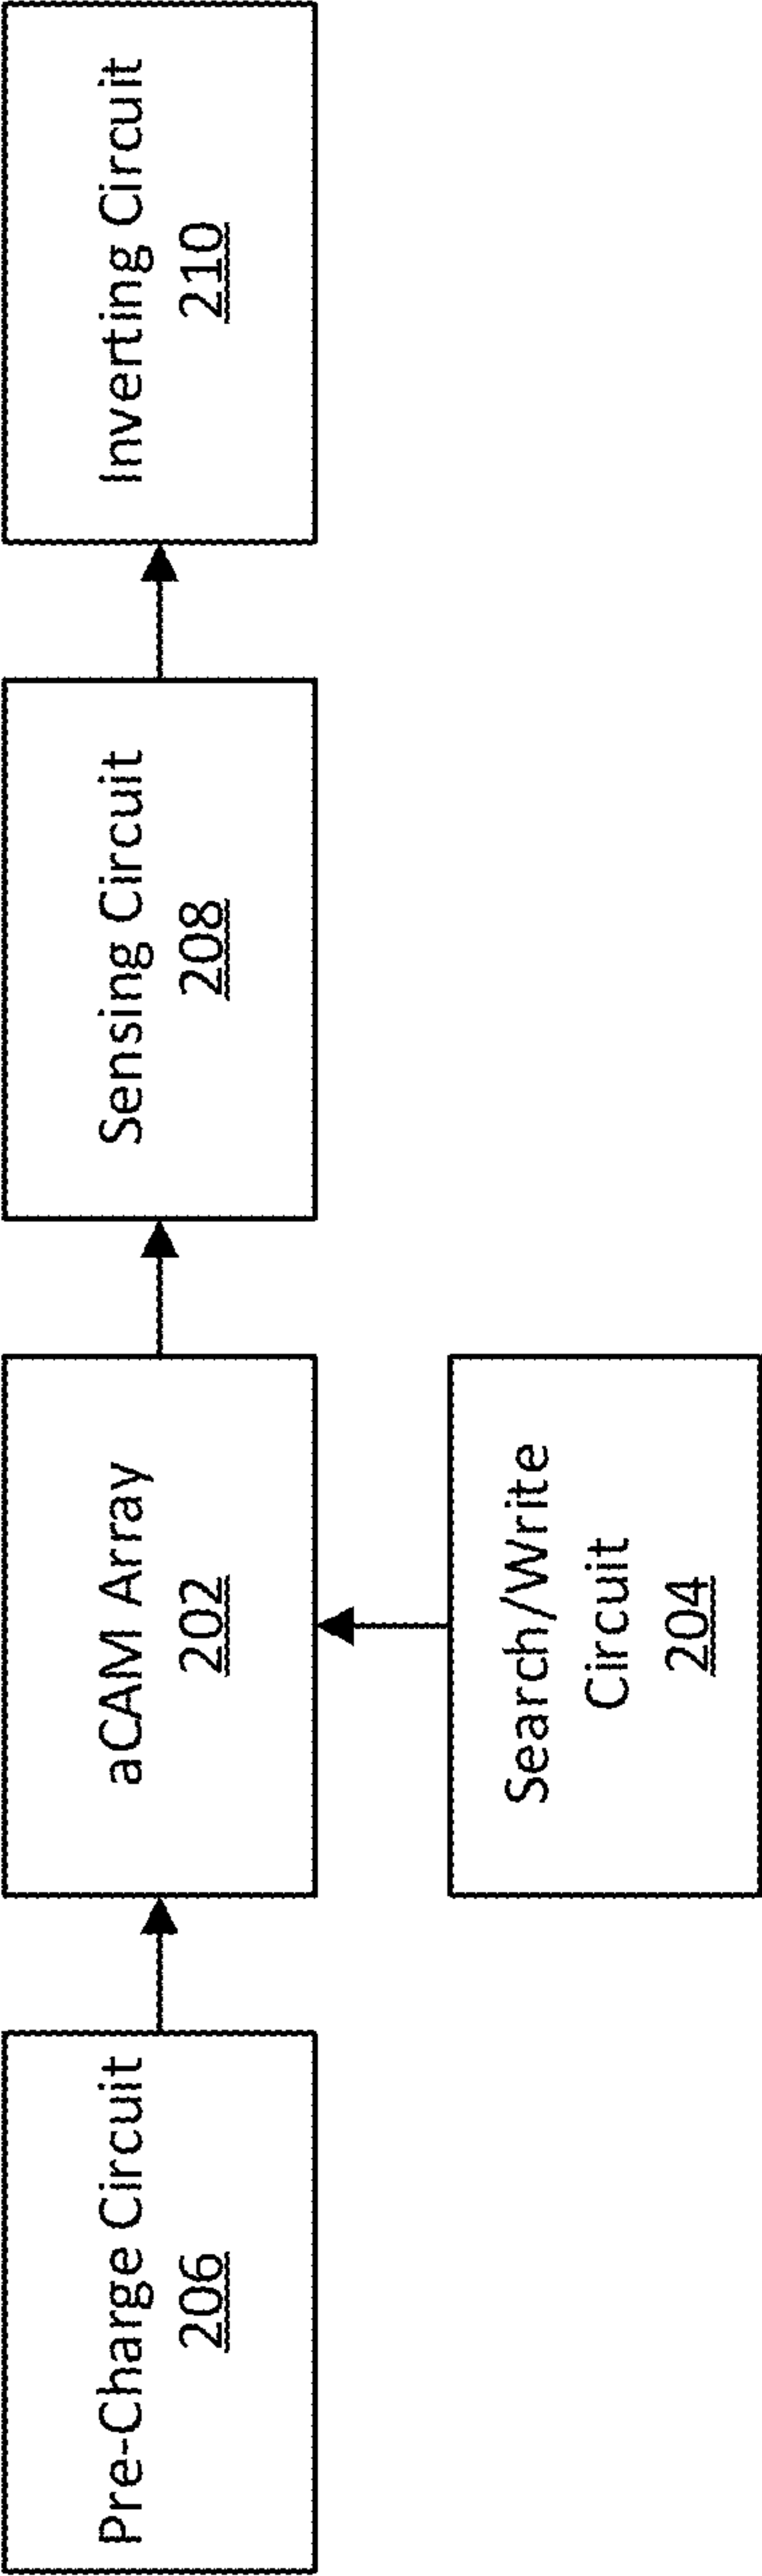 Pre-Charge Circuit
206
aCAM Array
202
Sensing Circuit
208
Inverting Circuit
210
Search/Write
Circuit
204